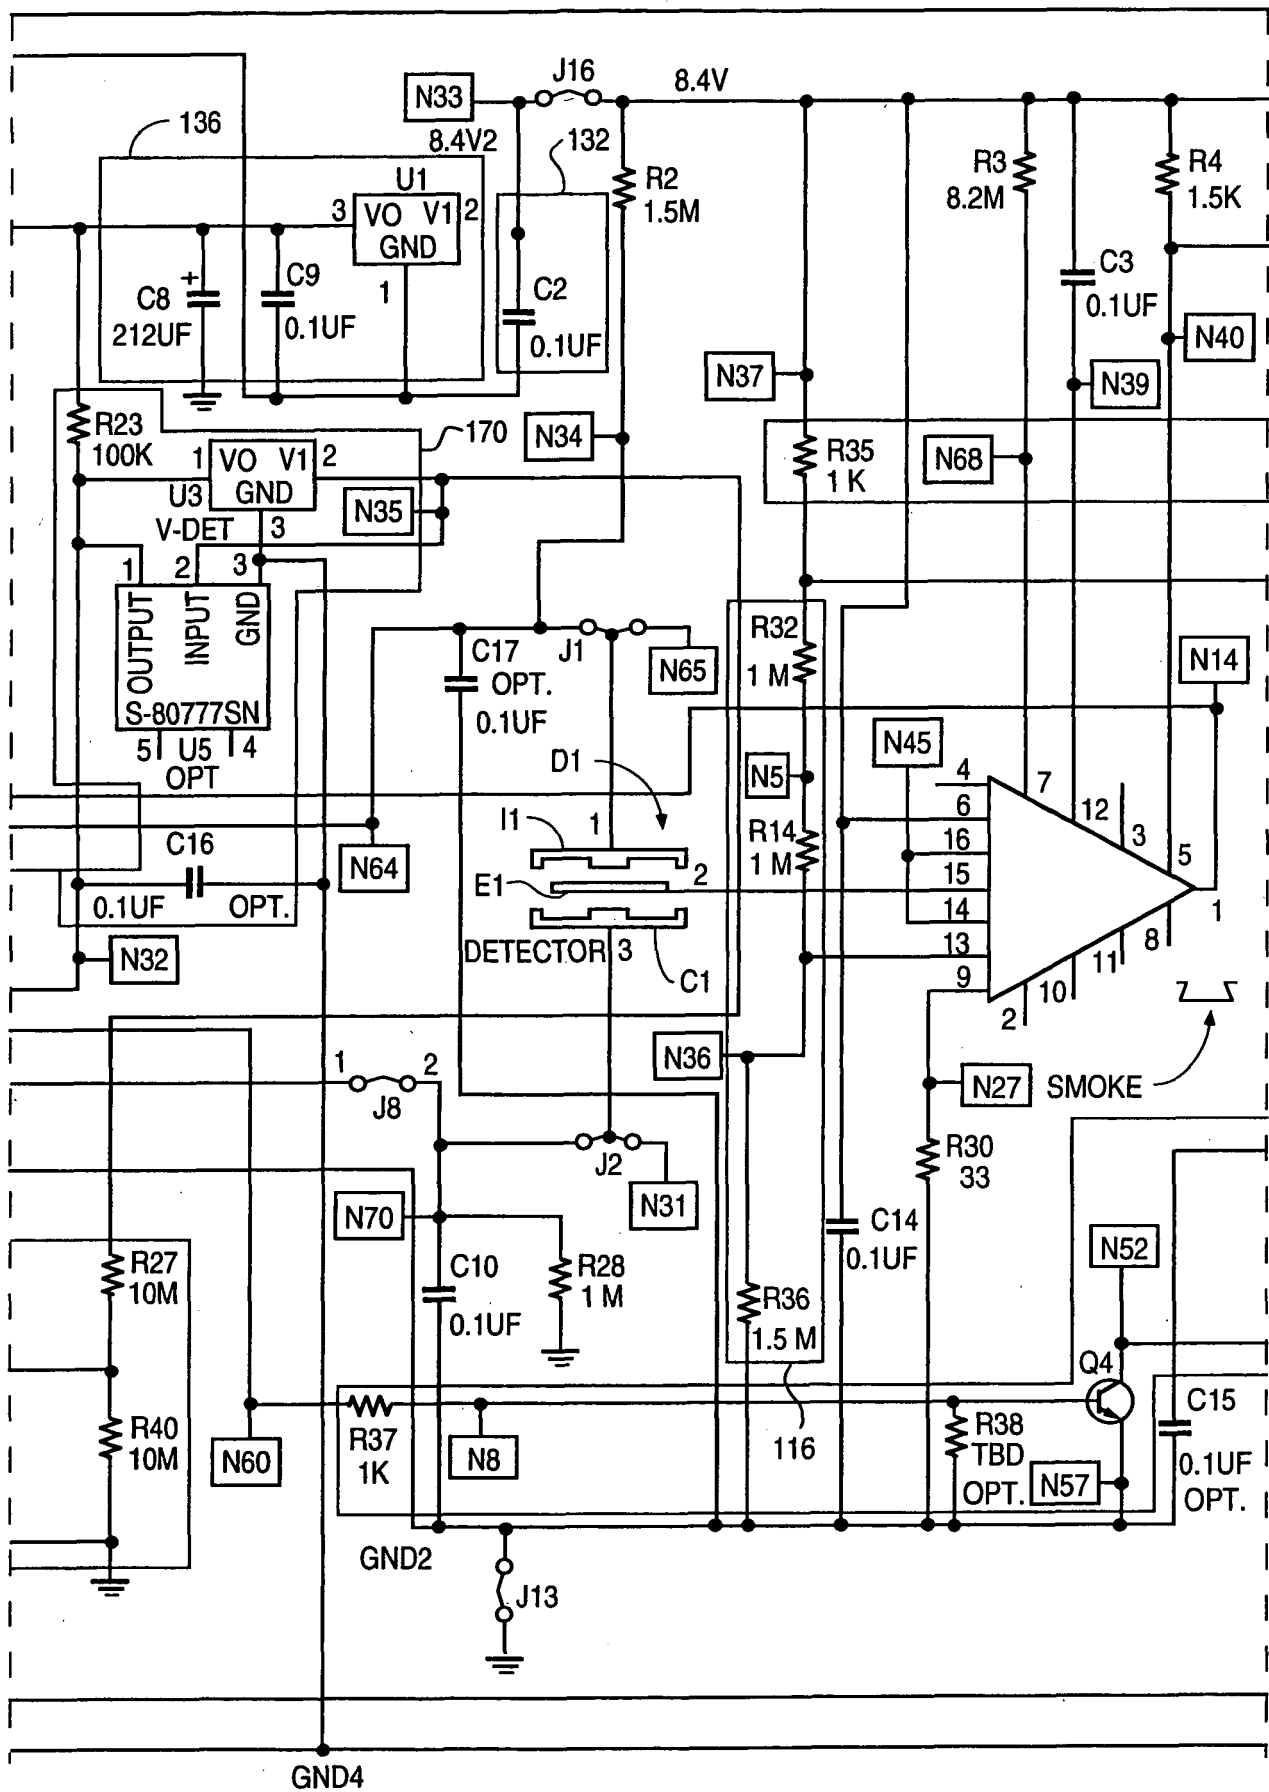 J16
8.4V
N33
136
8.4V2
132
U1
3 VO V1 2
GND
1
R2
1.5M
R3
8.2M
R4
1.5K
+
C8
212UF
C9
0.1UF
C2
0.1UF
C3
0.1UF
N40
N37
N39
R23
100K
170
N34
1 VO V1 2
U3 GND
V-DET 3
N35
R35
1 K
N68
1 2 3
OUTPUT
INPUT
GND
S-80777SN
5 U5 4
OPT
C17
OPT.
0.1UF
J1
N65
R32
1 M
N14
N45
D1
N5
4
7
6
12
3
I1
1
R14
1 M
16
5
C16
N64
2
E1
15
0.1UF
OPT.
14
1
DETECTOR 3
13
8
11
N32
C1
9
10
2
N36
1
2
J8
N27
SMOKE
J2
R30
33
N31
N70
C14
0.1UF
N52
R27
10M
C10
0.1UF
R28
1 M
R36
1.5 M
Q4
R40
10M
N60
R37
1K
N8
116
R38
TBD
OPT.
N57
C15
0.1UF
OPT.
GND2
J13
GND4